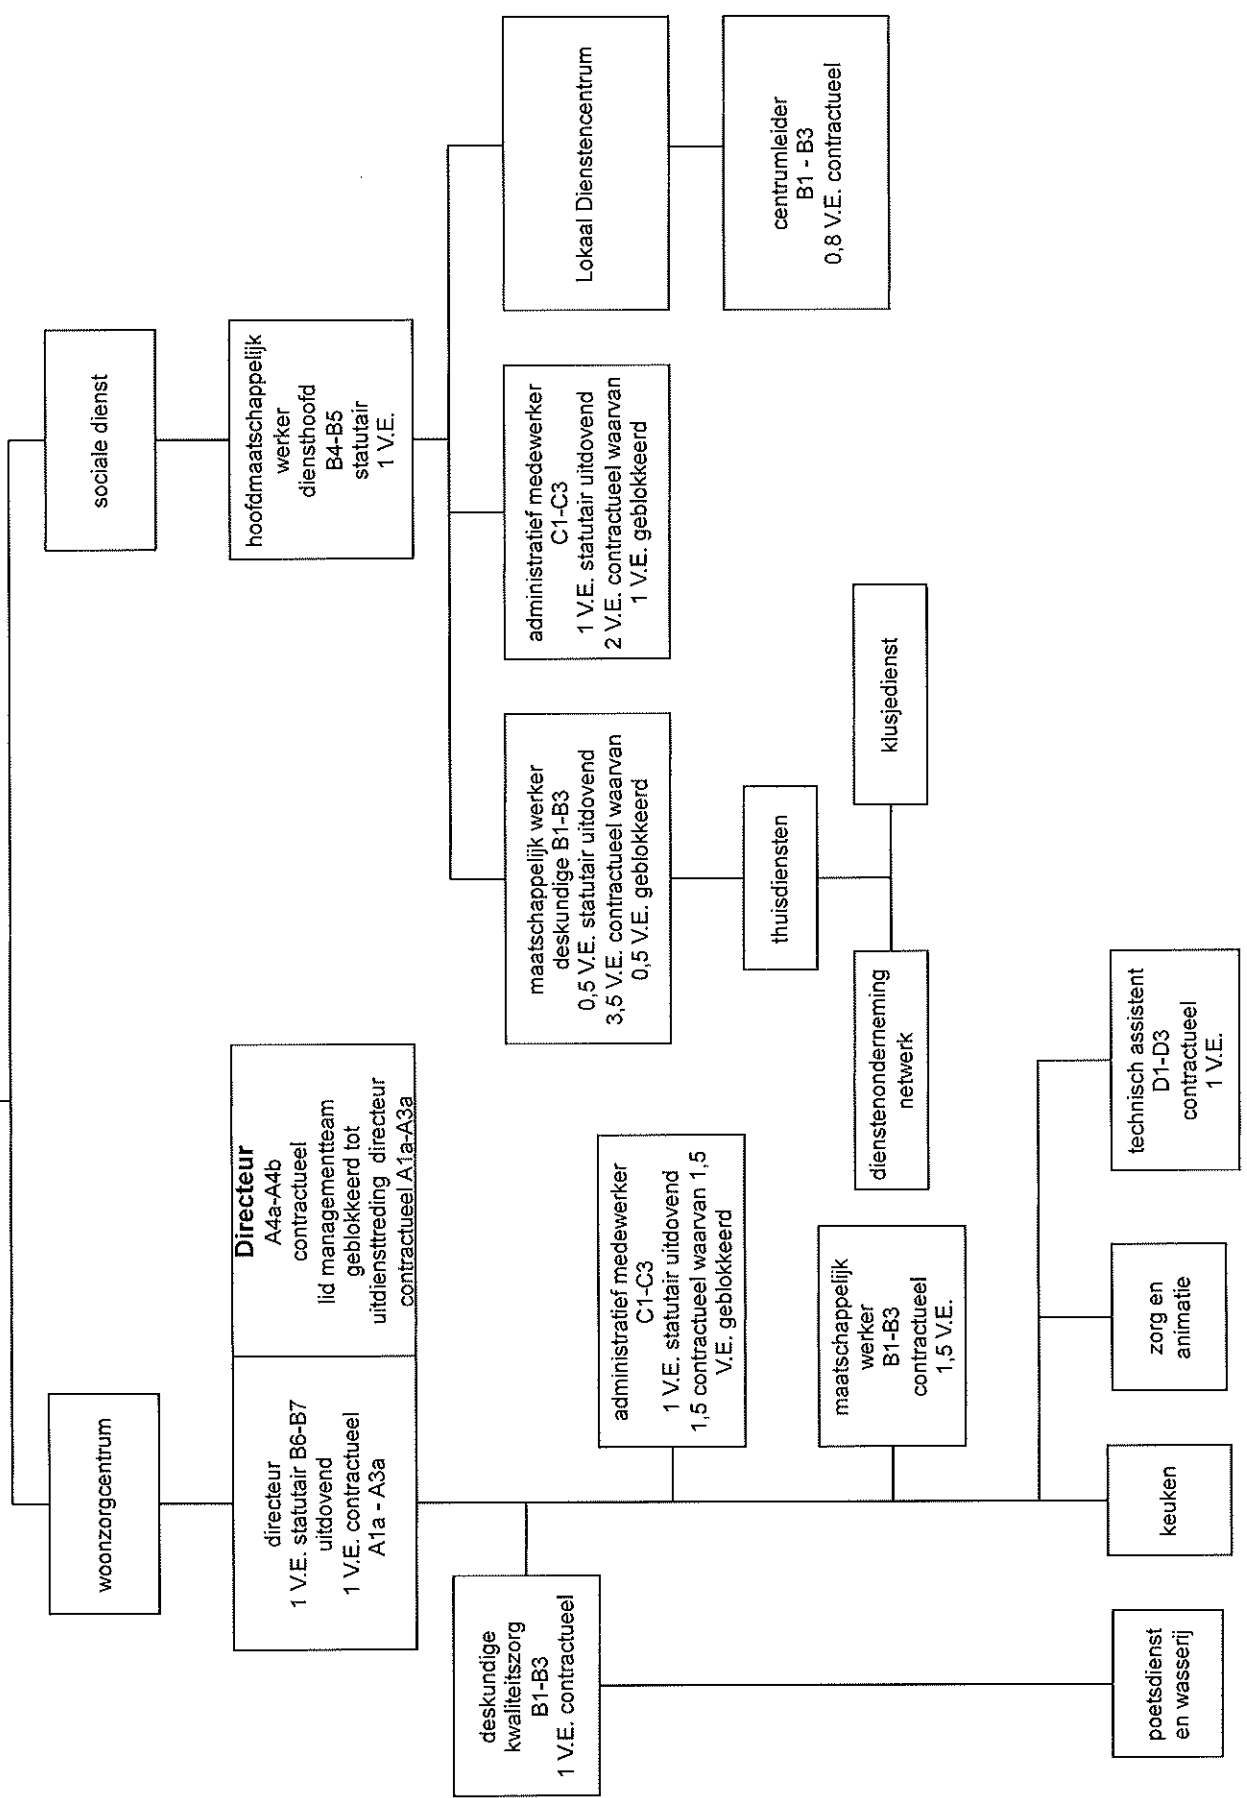 woonzorgcentrum
sociale dienst
directeur
1 V.E. statutair B6-B7
uitdovend
1 V.E. contractueel
A1a - A3a
Directeur
A4a-A4b
contractueel
lid managementteam
geblokkeerd tot
uitdiensttreding directeur
contractueel A1a-A3a
hoofdmaatschappelijk
werker
diensthoofd
B4-B5
statutair
1 V.E.
deskundige
kwaliteitszorg
B1-B3
1 V.E. contractueel
administratief medewerker
C1-C3
1 V.E. statutair uitdovend
1,5 contractueel waarvan 1,5
V.E. geblokkeerd
maatschappelijk
werker
B1-B3
contractueel
1,5 V.E.
poetsdienst
en wasserij
keuken
zorg en
animatie
technisch assistent
D1-D3
contractueel
1 V.E.
maatschappelijk werker
deskundige B1-B3
0,5 V.E. statutair uitdovend
3,5 V.E. contractueel waarvan
0,5 V.E. geblokkeerd
administratief medewerker
C1-C3
1 V.E. statutair uitdovend
2 V.E. contractueel waarvan
1 V.E. geblokkeerd
Lokaal Dienstencentrum
thuisdiensten
dienstenonderneming
netwerk
klusjedienst
centrumleider
B1 - B3
0,8 V.E. contractueel